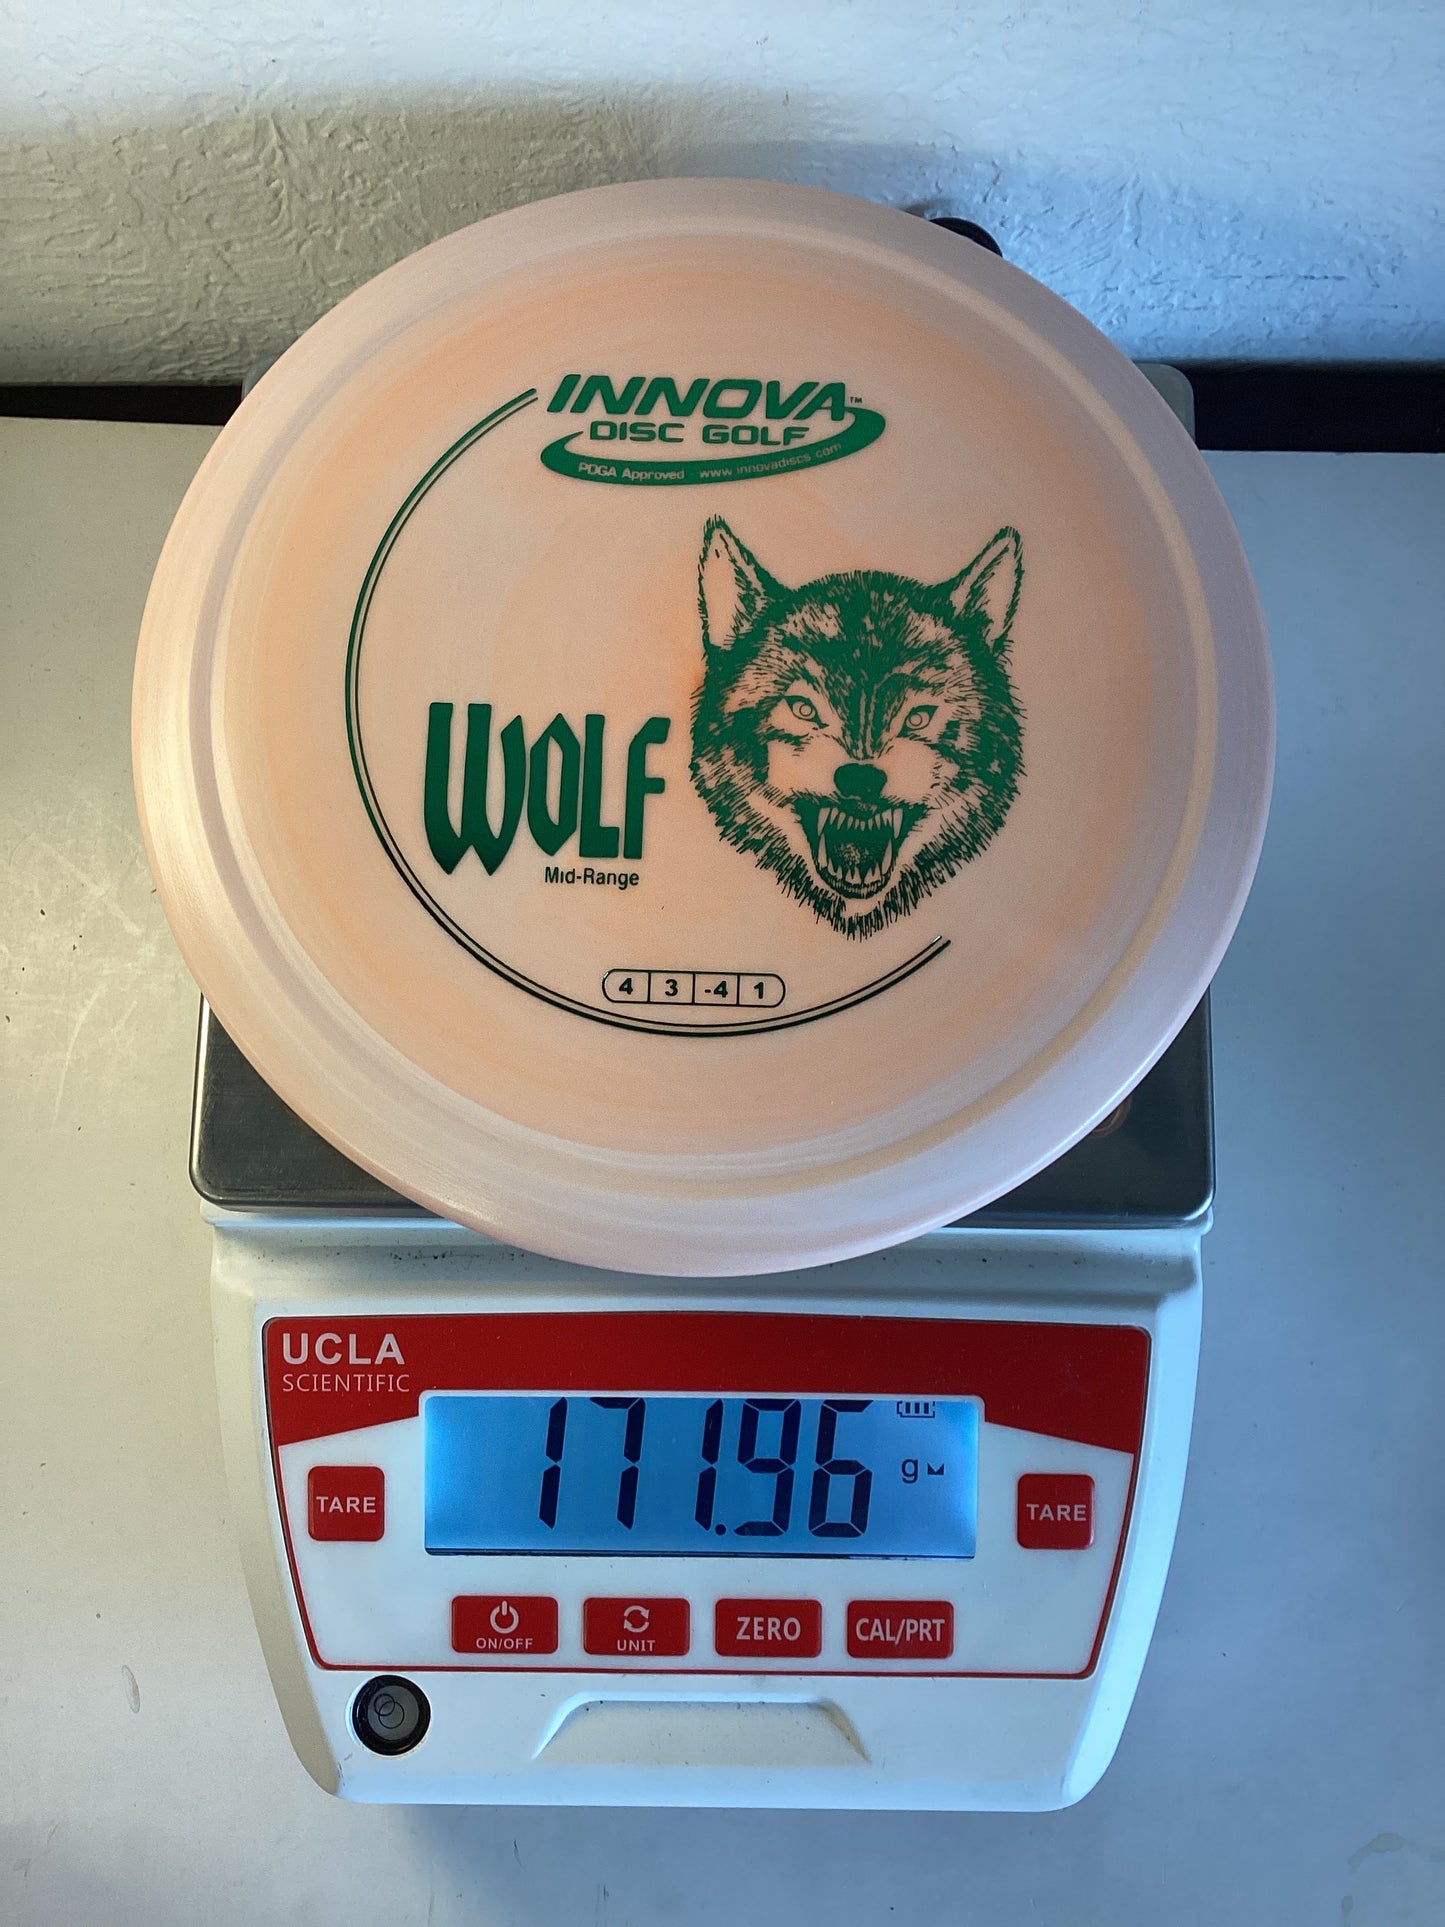 INNOVA™
DISC GOLF
PDGA Approved www.innovadiscs.com
WOLF
Mid-Range
4 3 -4 1
UCLA
SCIENTIFIC
171.96 g
TARE
TARE
ON/OFF UNIT ZERO CAL/PRT